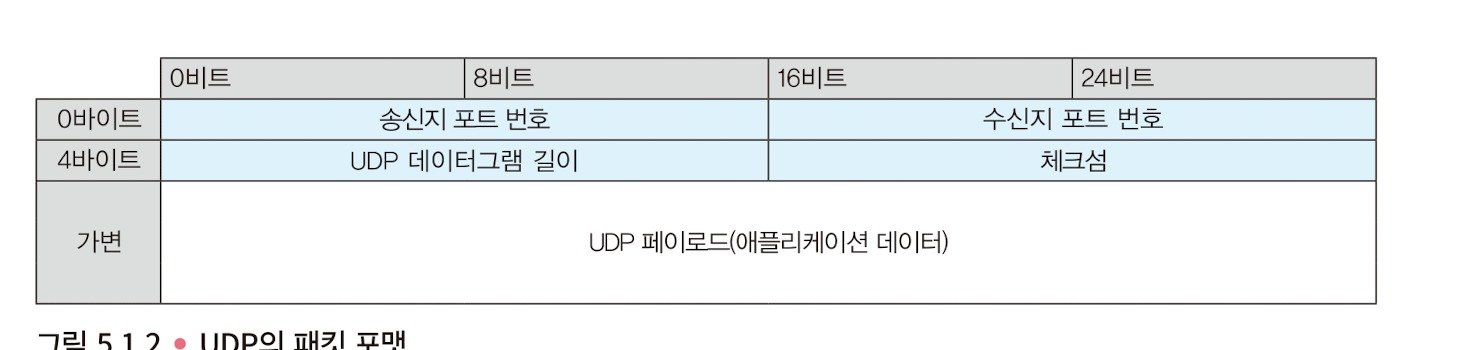 0비트 8비트 16비트 24비트
0바이트 송신지 포트 번호 수신지 포트 번호
4바이트 UDP 데이터그램 길이 체크섬
가변 UDP 페이로드(애플리케이션 데이터)
그림 5.1.2 • UDP의 패킷 포맷